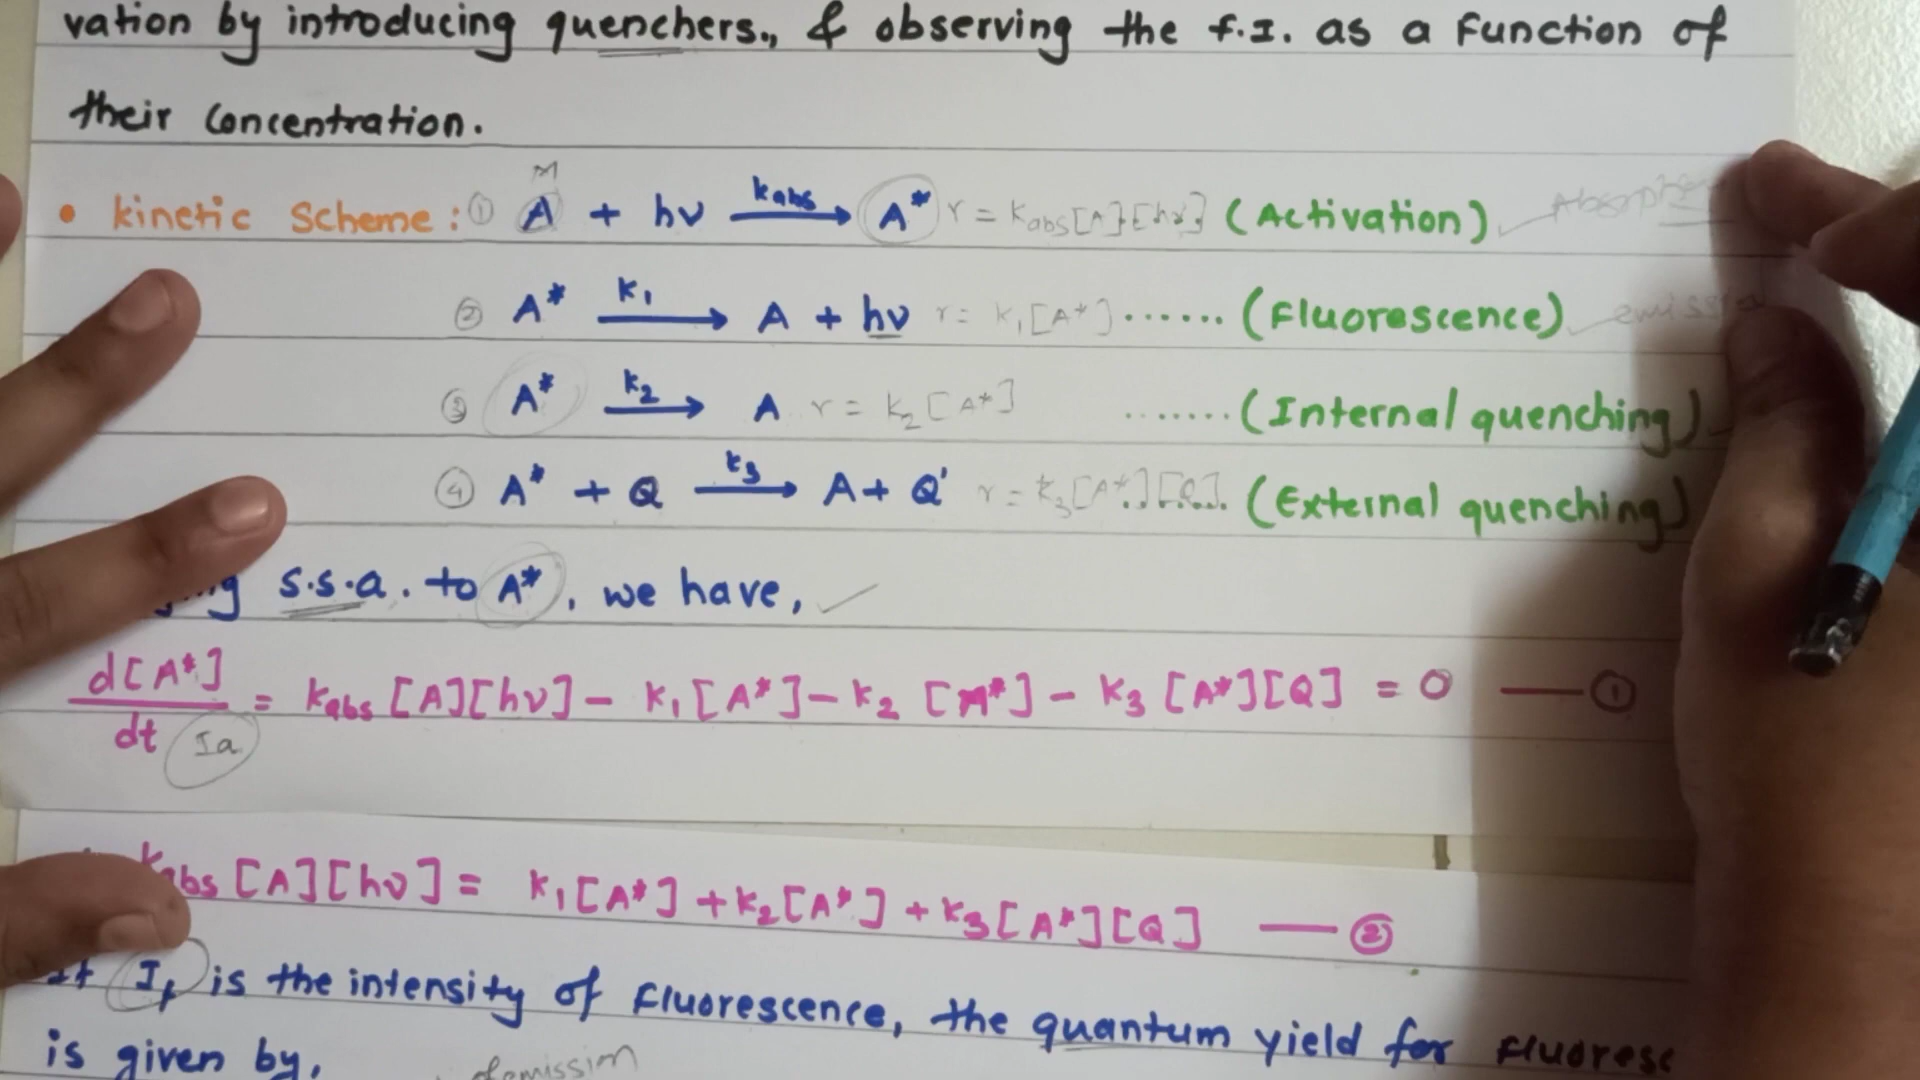 vation by introducing quenchers., & observing the f.I. as a function of
their concentration.
M
• kinetic scheme : ① A + hν —kabs→ A* r = kabs[A][hν] (Activation)
② A* —k₁→ A + hν r = k₁[A*] ...... (Fluorescence)
③ A* —k₂→ A r = k₂[A*] ....... (Internal quenching)
④ A* + Q —k₃→ A + Q' r = k₃[A*][Q]. (External quenching)
s.s.a. to A*, we have,
d[A*]/dt = kabs [A][hν] - k₁[A*] - k₂ [A*] - k₃ [A*][Q] = 0 — ①
Ia
kabs [A][hν] = k₁[A*] + k₂[A*] + k₃[A*][Q] — ②
If If is the intensity of fluorescence, the quantum yield for fluoresc
is given by,